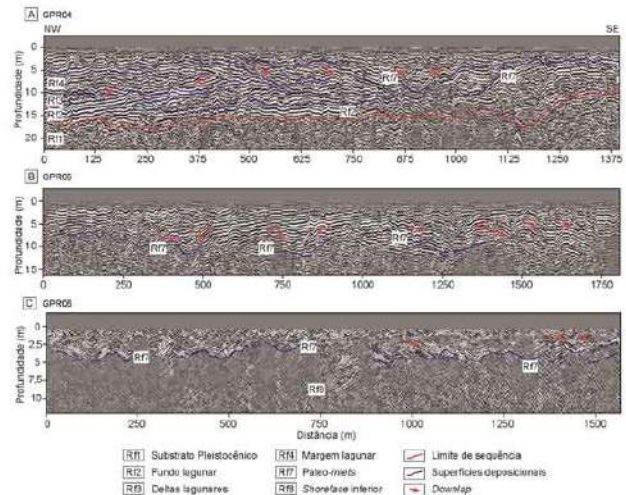 A GPR04
NW SE
Profundidade (m)
0
5
10
15
20
Rf4
Rf3
Rf2
Rf1
Rf7
Rf7
0 125 250 375 500 625 750 875 1000 1125 1250 1375
B GPR05
Profundidade (m)
0
5
10
15
Rf7
Rf7
Rf7
0 250 500 750 1000 1250 1500 1750
C GPR06
Profundidade (m)
0
2,5
5
7,5
10
Rf7
Rf7
Rf8
Rf7
0 250 500 750 1000 1250 1500
Distância (m)
Rf1 Substrato Pleistocênico Rf4 Margem lagunar Limite de sequência
Rf2 Fundo lagunar Rf7 Paleo-inlets Superfícies deposicionais
Rf3 Deltas lagunares Rf8 Shoreface inferior Downlap